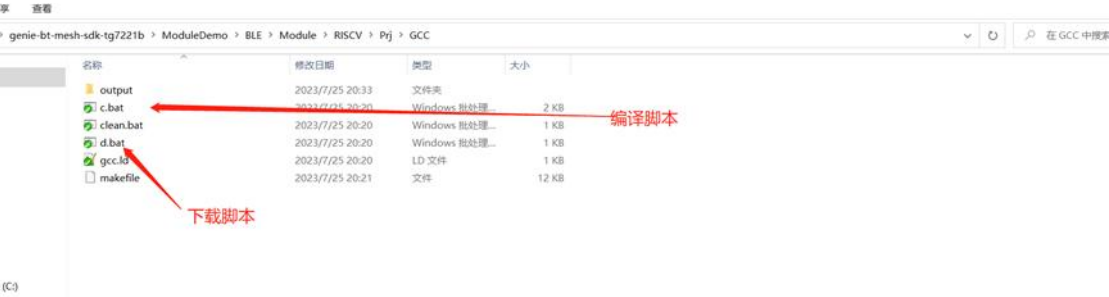 享 查看
› genie-bt-mesh-sdk-tg7221b › ModuleDemo › BLE › Module › RISCV › Prj › GCC
在 GCC 中搜索
名称 修改日期 类型 大小
output 2023/7/25 20:33 文件夹
c.bat 2023/7/25 20:20 Windows 批处理... 2 KB
编译脚本
clean.bat 2023/7/25 20:20 Windows 批处理... 1 KB
d.bat 2023/7/25 20:20 Windows 批处理... 1 KB
gcc.ld 2023/7/25 20:20 LD 文件 1 KB
makefile 2023/7/25 20:21 文件 12 KB
下载脚本
(C:)